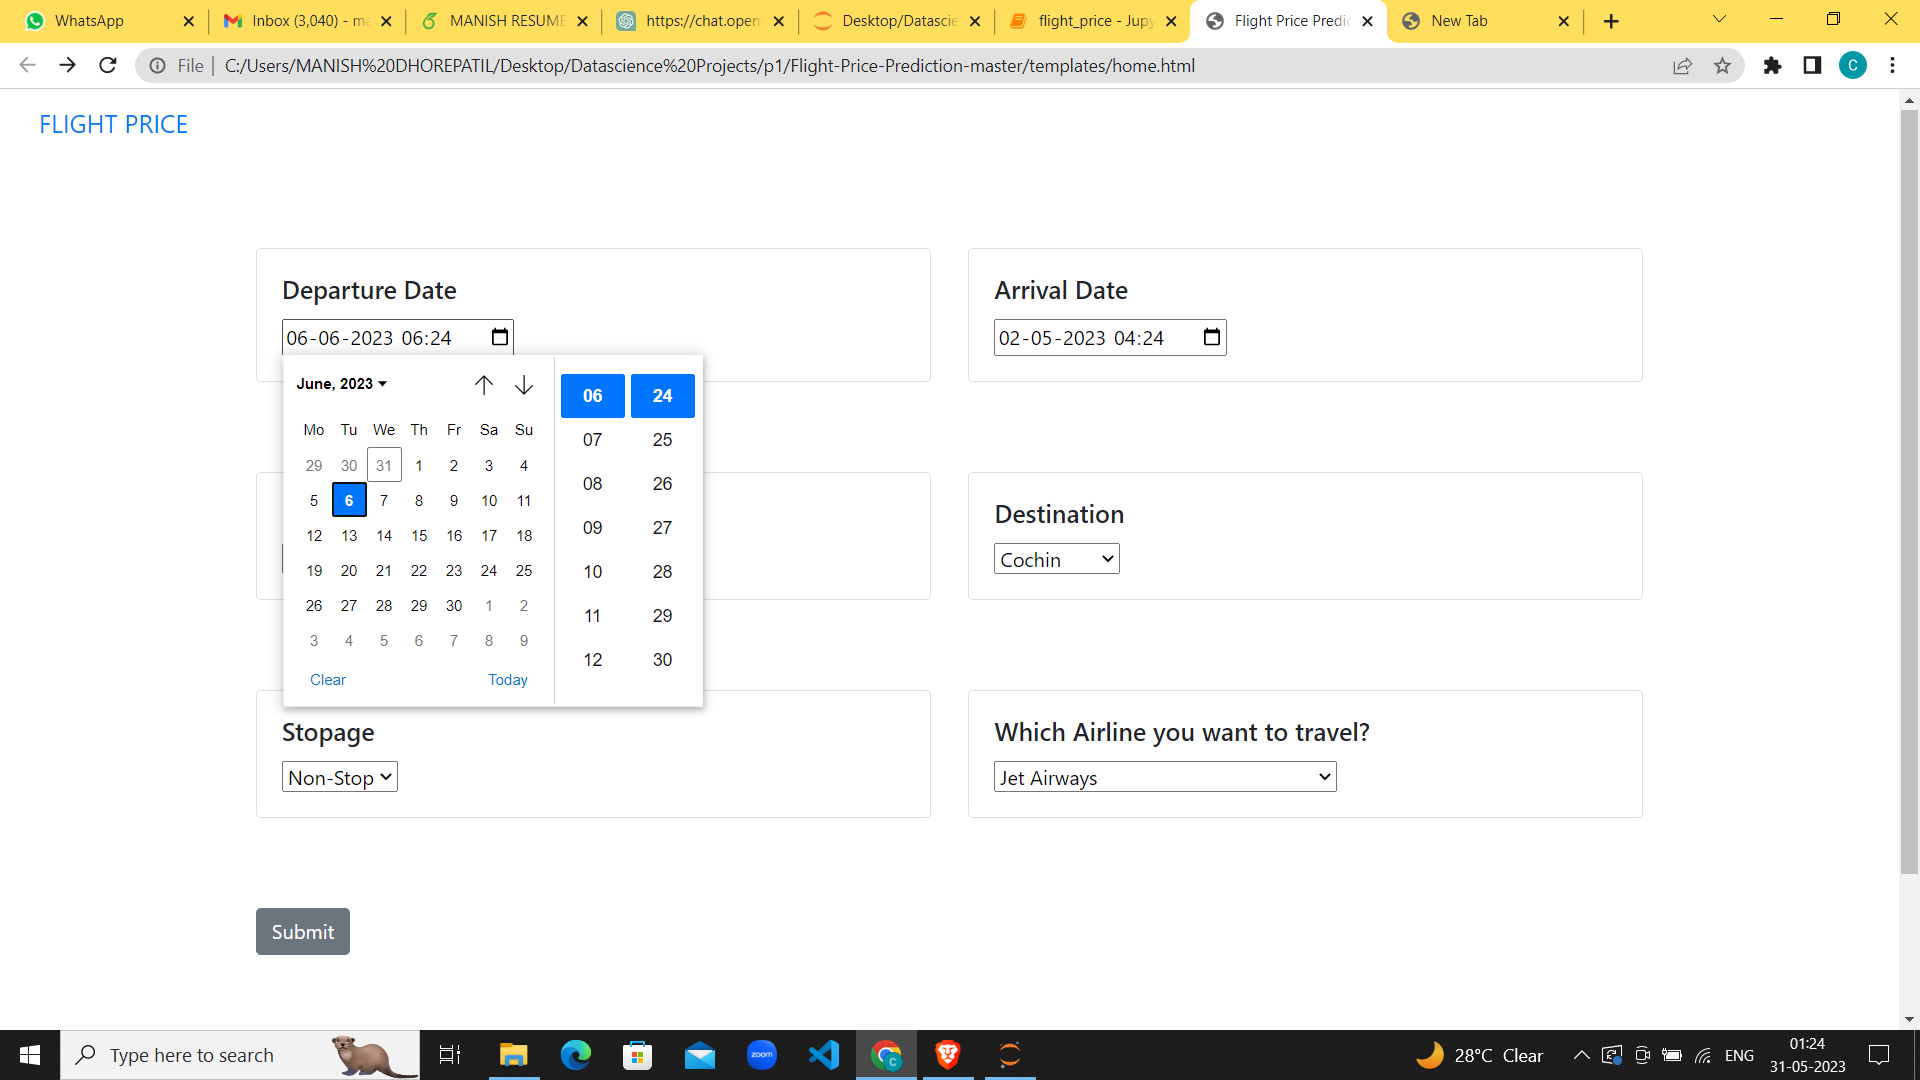 WhatsApp
Inbox (3,040) - ma
MANISH RESUME
https://chat.open
Desktop/Datascie
flight_price - Jupy
Flight Price Predic
New Tab
File
C:/Users/MANISH%20DHOREPATIL/Desktop/Datascience%20Projects/p1/Flight-Price-Prediction-master/templates/home.html
C
FLIGHT PRICE
Departure Date
06-06-2023 06:24
Arrival Date
02-05-2023 04:24
June, 2023
Mo Tu We Th Fr Sa Su
29 30 31 1 2 3 4
5 6 7 8 9 10 11
12 13 14 15 16 17 18
19 20 21 22 23 24 25
26 27 28 29 30 1 2
3 4 5 6 7 8 9
Clear
Today
06 24
07 25
08 26
09 27
10 28
11 29
12 30
Destination
Cochin
Stopage
Non-Stop
Which Airline you want to travel?
Jet Airways
Submit
Type here to search
zoom
C
28°C Clear
ENG
01:24
31-05-2023